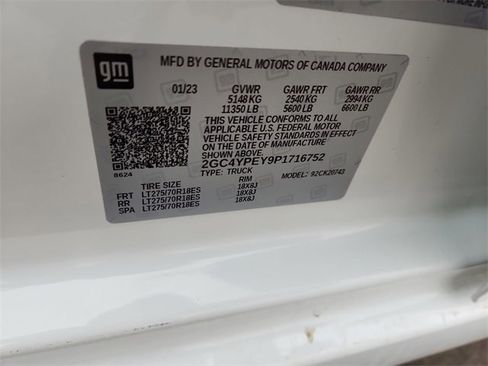 gm
MFD BY GENERAL MOTORS OF CANADA COMPANY
01/23 GVWR GAWR FRT GAWR RR
5148 KG 2540 KG 2994 KG
11350 LB 5600 LB 6600 LB
THIS VEHICLE CONFORMS TO ALL
APPLICABLE U.S. FEDERAL MOTOR
VEHICLE SAFETY STANDARDS IN
EFFECT ON THE DATE OF
MANUFACTURE SHOWN ABOVE.
2GC4YPEY9P1716752
8624 TYPE: TRUCK MODEL: 92CK20743
TIRE SIZE RIM
FRT LT275/70R18ES 18X8J
RR LT275/70R18ES 18X8J
SPA LT275/70R18ES 18X8J